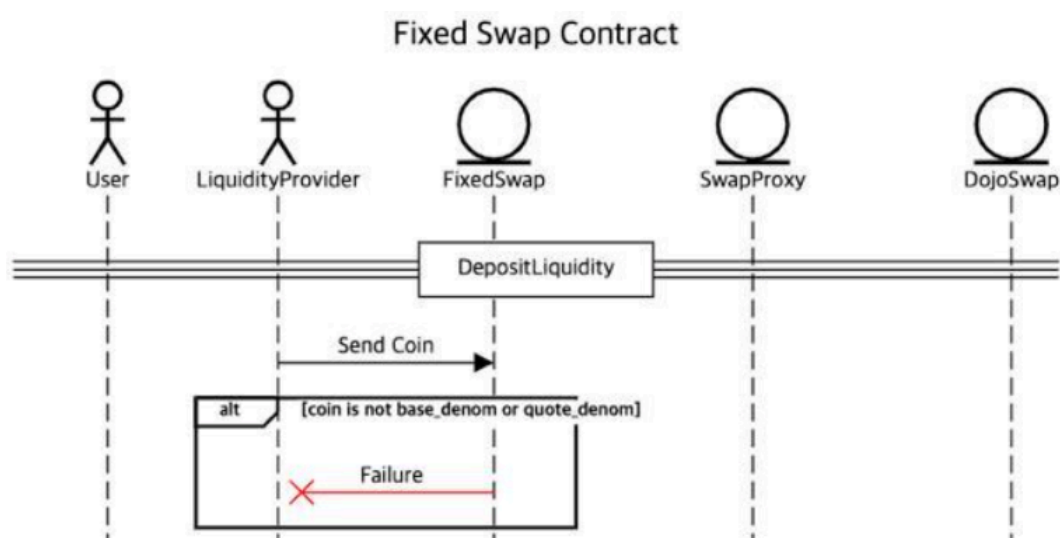 Fixed Swap Contract
User LiquidityProvider FixedSwap SwapProxy DojoSwap
DepositLiquidity
Send Coin
alt [coin is not base_denom or quote_denom]
Failure